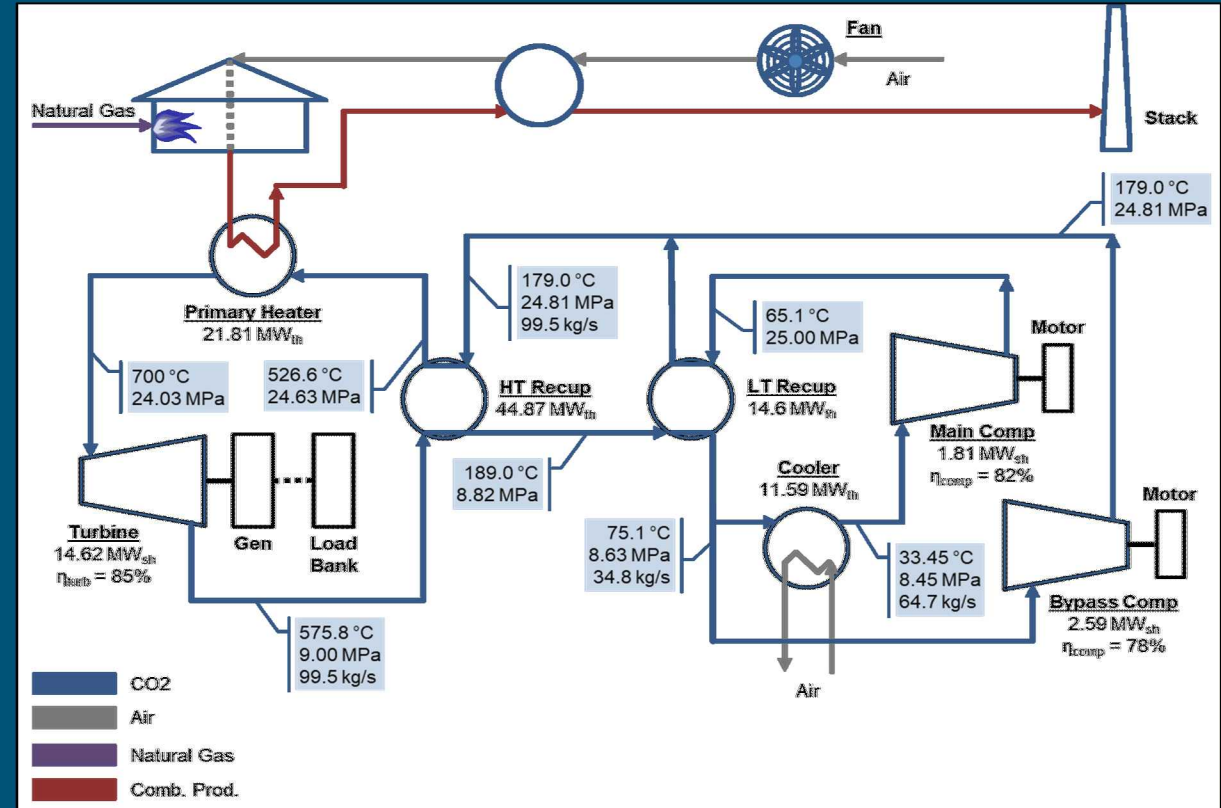 Fan
Air
Natural Gas
Stack
179.0 °C
24.81 MPa
Primary Heater
21.81 MWth
179.0 °C
24.81 MPa
99.5 kg/s
65.1 °C
25.00 MPa
Motor
700 °C
24.03 MPa
526.6 °C
24.63 MPa
HT Recup
44.87 MWth
LT Recup
14.6 MWth
Main Comp
1.81 MWsh
ηcomp = 82%
189.0 °C
8.82 MPa
Cooler
11.59 MWth
Motor
Turbine
14.62 MWsh
ηturb = 85%
Gen
Load
Bank
75.1 °C
8.63 MPa
34.8 kg/s
33.45 °C
8.45 MPa
64.7 kg/s
Bypass Comp
2.59 MWsh
ηcomp = 78%
575.8 °C
9.00 MPa
99.5 kg/s
Air
CO2
Air
Natural Gas
Comb. Prod.